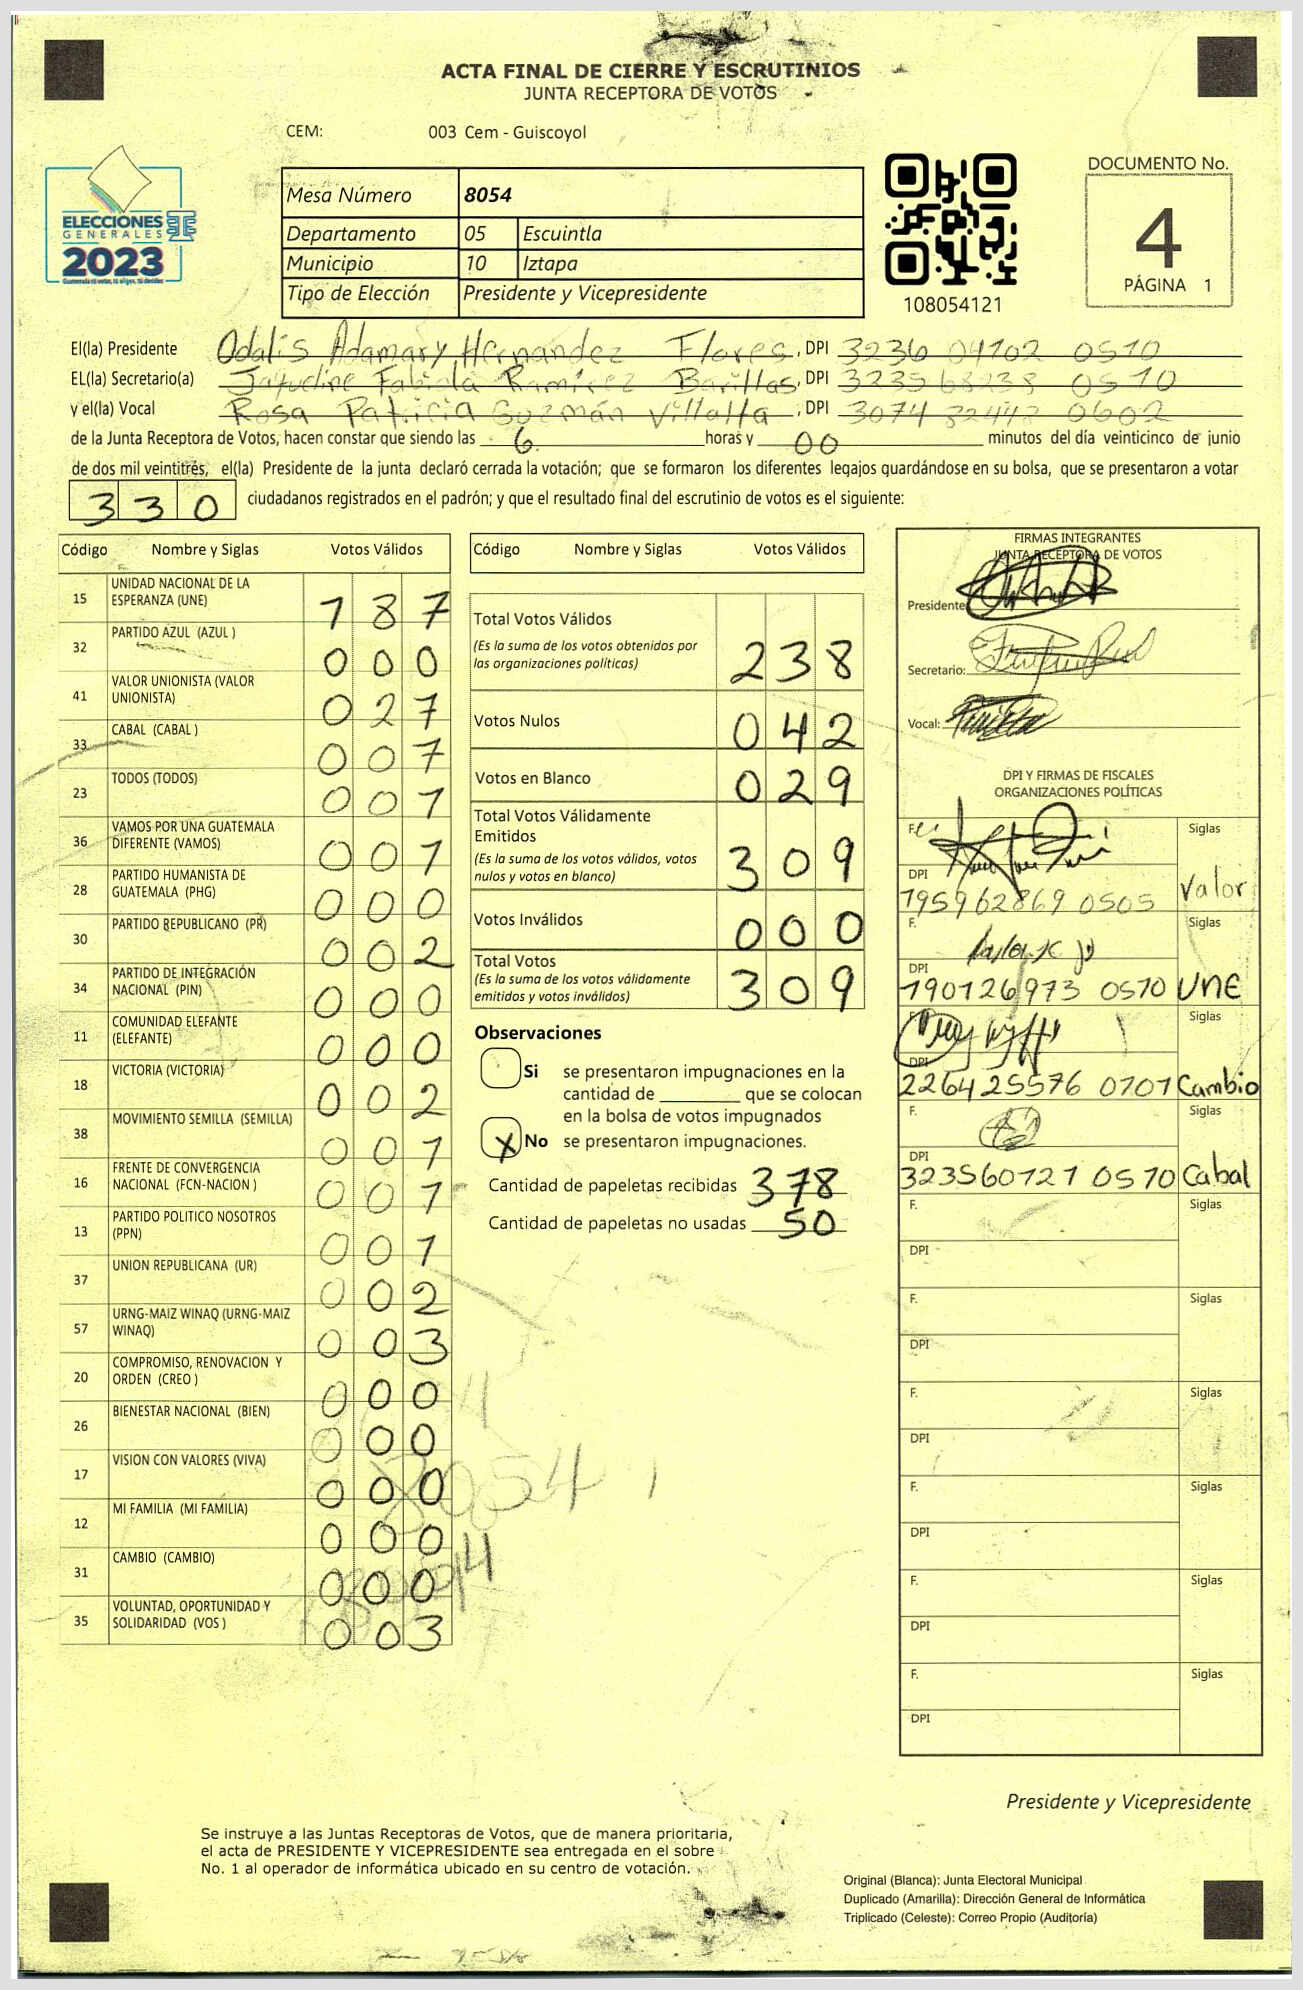 ACTA FINAL DE CIERRE Y ESCRUTINIOS
JUNTA RECEPTORA DE VOTOS
CEM: 003 Cem - Guiscoyol
ELECCIONES
GENERALES
2023
Guatemala tú votas, tú eliges, tú decides
Mesa Número 8054
Departamento 05 Escuintla
Municipio 10 Iztapa
Tipo de Elección Presidente y Vicepresidente
108054121
DOCUMENTO No.
4
PÁGINA 1
El(la) Presidente Odalis Adamary Hernandez Flores, DPI 3236 04102 0510
EL(la) Secretario(a) Jaqueline Fabiola Ramirez Barillas, DPI 3235 68238 0510
y el(la) Vocal Rosa Patricia Guzmán Villalta, DPI 3074 0602
de la Junta Receptora de Votos, hacen constar que siendo las 6 horas y 00 minutos del día veinticinco de junio
de dos mil veintitrés, el(la) Presidente de la junta declaró cerrada la votación; que se formaron los diferentes legajos guardándose en su bolsa, que se presentaron a votar
330 ciudadanos registrados en el padrón; y que el resultado final del escrutinio de votos es el siguiente:
Código Nombre y Siglas Votos Válidos
15 UNIDAD NACIONAL DE LA
ESPERANZA (UNE) 187
32 PARTIDO AZUL (AZUL ) 000
41 VALOR UNIONISTA (VALOR
UNIONISTA) 027
33 CABAL (CABAL ) 007
23 TODOS (TODOS) 001
36 VAMOS POR UNA GUATEMALA
DIFERENTE (VAMOS) 001
28 PARTIDO HUMANISTA DE
GUATEMALA (PHG) 000
30 PARTIDO REPUBLICANO (PR) 002
34 PARTIDO DE INTEGRACIÓN
NACIONAL (PIN) 000
11 COMUNIDAD ELEFANTE
(ELEFANTE) 000
18 VICTORIA (VICTORIA) 002
38 MOVIMIENTO SEMILLA (SEMILLA) 001
16 FRENTE DE CONVERGENCIA
NACIONAL (FCN-NACION ) 001
13 PARTIDO POLITICO NOSOTROS
(PPN) 001
37 UNION REPUBLICANA (UR) 002
57 URNG-MAIZ WINAQ (URNG-MAIZ
WINAQ) 003
20 COMPROMISO, RENOVACION Y
ORDEN (CREO ) 000
26 BIENESTAR NACIONAL (BIEN) 000
17 VISION CON VALORES (VIVA) 000
12 MI FAMILIA (MI FAMILIA) 000
31 CAMBIO (CAMBIO) 000
35 VOLUNTAD, OPORTUNIDAD Y
SOLIDARIDAD (VOS ) 003
8054
Código Nombre y Siglas Votos Válidos
Total Votos Válidos
(Es la suma de los votos obtenidos por
las organizaciones políticas) 238
Votos Nulos 042
Votos en Blanco 029
Total Votos Válidamente
Emitidos
(Es la suma de los votos válidos, votos
nulos y votos en blanco) 309
Votos Inválidos 000
Total Votos
(Es la suma de los votos válidamente
emitidos y votos inválidos) 309
Observaciones
Si se presentaron impugnaciones en la
cantidad de ________ que se colocan
en la bolsa de votos impugnados
X No se presentaron impugnaciones.
Cantidad de papeletas recibidas 378
Cantidad de papeletas no usadas 50
FIRMAS INTEGRANTES
JUNTA RECEPTORA DE VOTOS
Presidente:
Secretario:
Vocal:
DPI Y FIRMAS DE FISCALES
ORGANIZACIONES POLÍTICAS
F. Siglas
DPI
195962869 0505 Valor
F. Siglas
DPI
190126973 0510 UNE
F. Siglas
DPI
226425576 0101 Cambio
F. Siglas
DPI
323560121 0510 Cabal
F. Siglas
DPI
F. Siglas
DPI
F. Siglas
DPI
F. Siglas
DPI
F. Siglas
DPI
F. Siglas
DPI
Presidente y Vicepresidente
Se instruye a las Juntas Receptoras de Votos, que de manera prioritaria,
el acta de PRESIDENTE Y VICEPRESIDENTE sea entregada en el sobre
No. 1 al operador de informática ubicado en su centro de votación.
Original (Blanca): Junta Electoral Municipal
Duplicado (Amarilla): Dirección General de Informática
Triplicado (Celeste): Correo Propio (Auditoría)